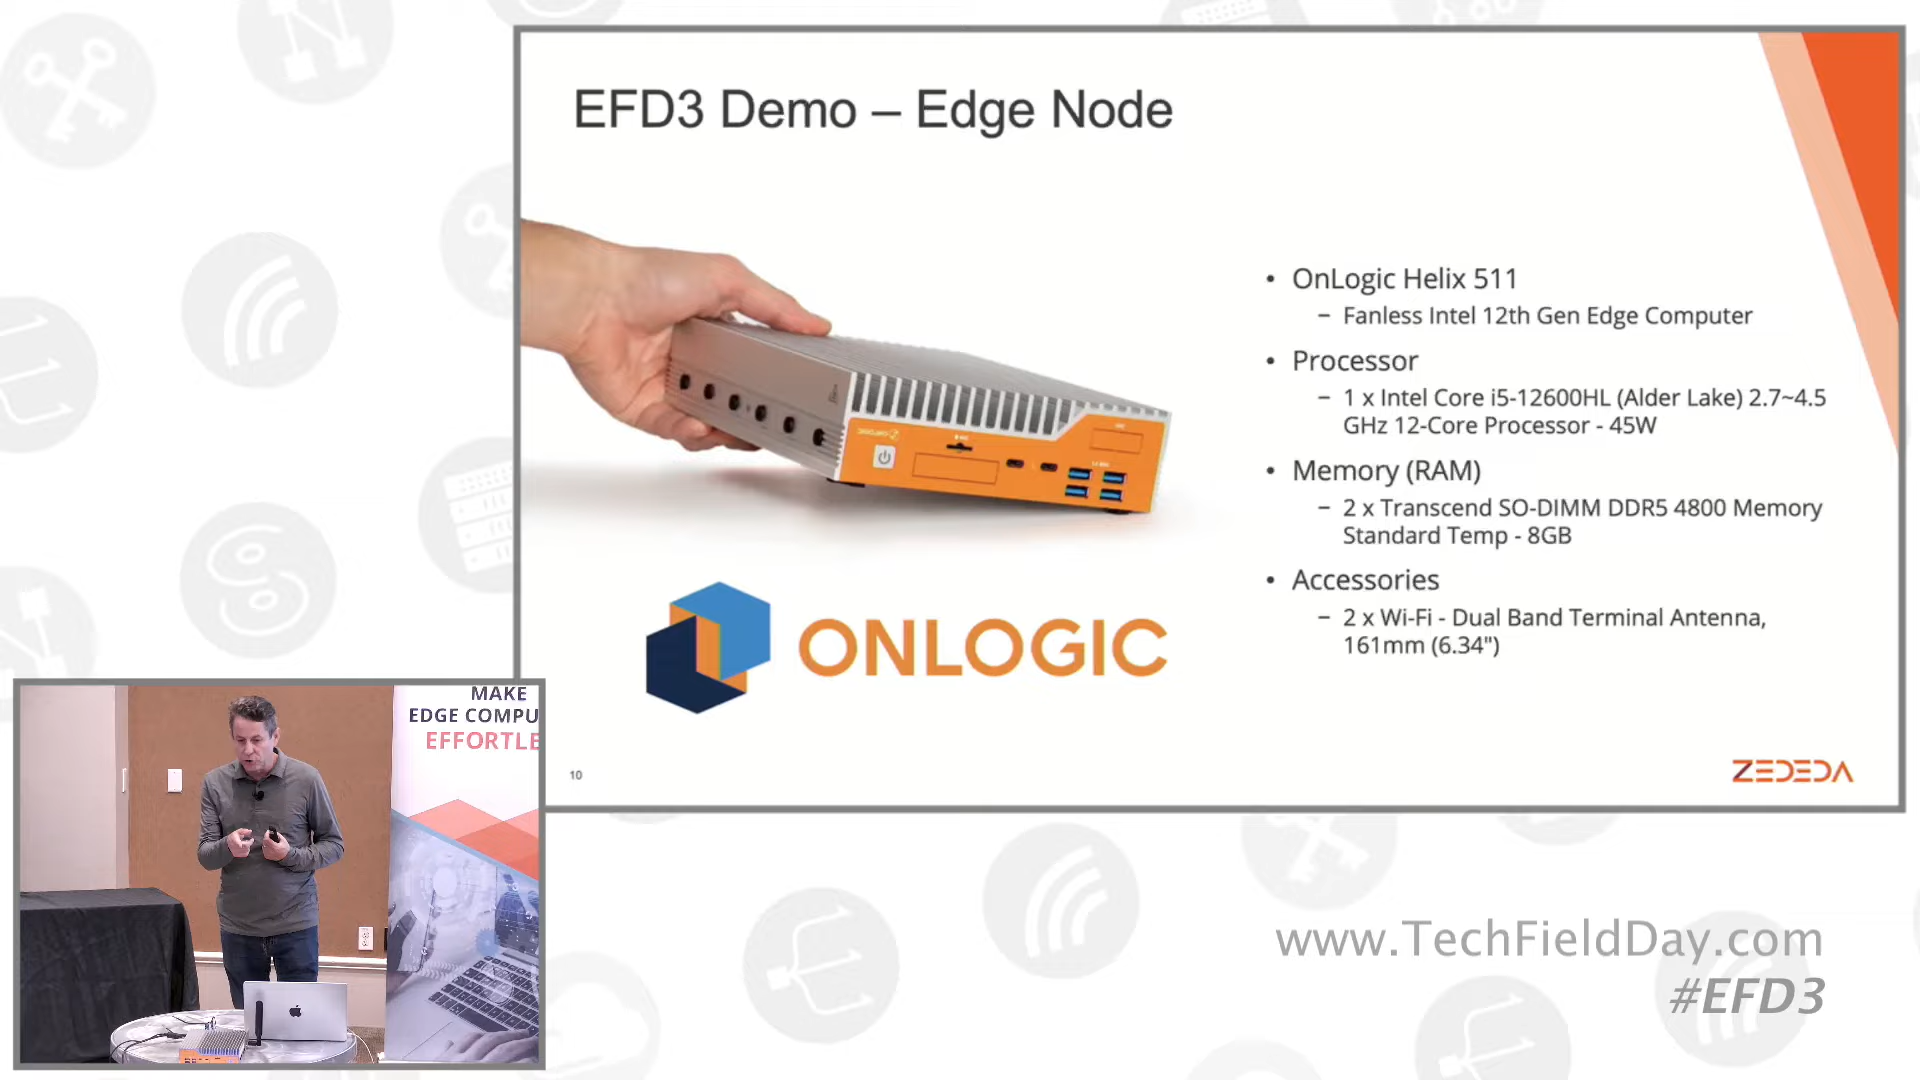 EFD3 Demo – Edge Node
• OnLogic Helix 511
– Fanless Intel 12th Gen Edge Computer
• Processor
– 1 x Intel Core i5-12600HL (Alder Lake) 2.7~4.5
GHz 12-Core Processor - 45W
• Memory (RAM)
– 2 x Transcend SO-DIMM DDR5 4800 Memory
Standard Temp - 8GB
• Accessories
– 2 x Wi-Fi - Dual Band Terminal Antenna,
161mm (6.34")
ONLOGIC
10
ZEDEDA
MAKE
EDGE COMPU
EFFORTLE
www.TechFieldDay.com
#EFD3